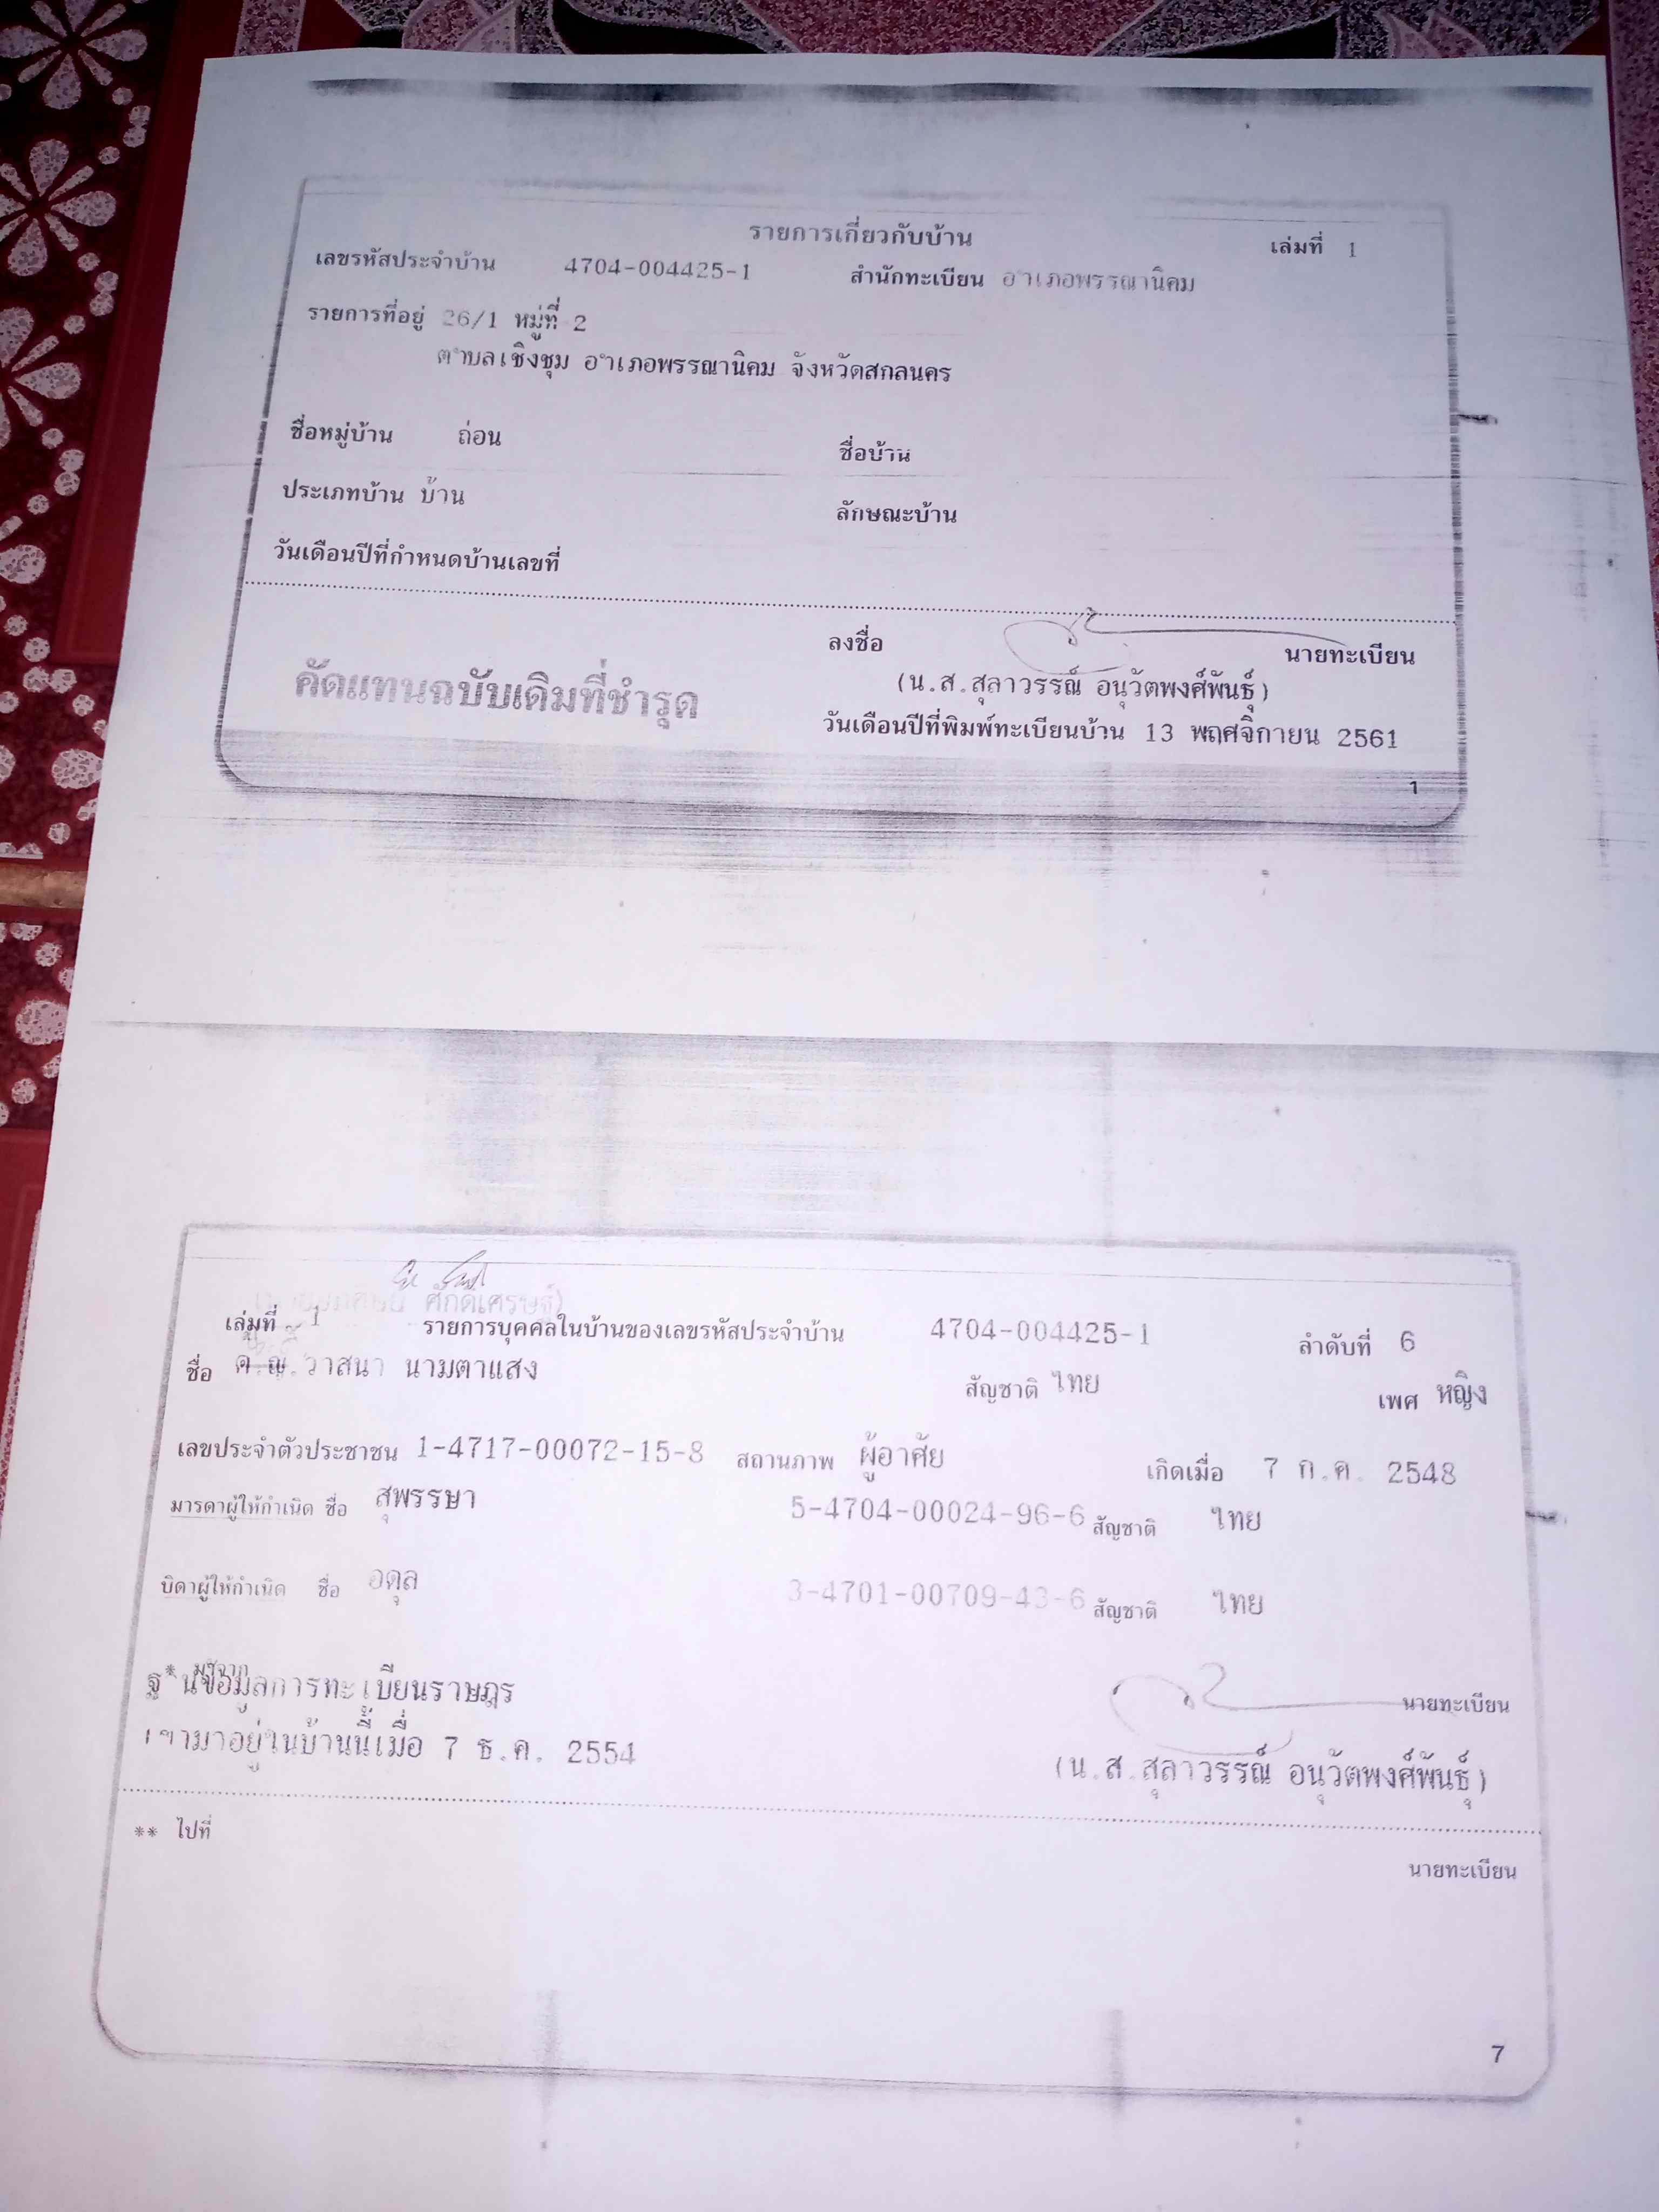 รายการเกี่ยวกับบ้าน เล่มที่ 1
เลขรหัสประจำบ้าน 4704-004425-1 สำนักทะเบียน อำเภอพรรณานิคม
รายการที่อยู่ 26/1 หมู่ที่ 2
ตำบลเชิงชุม อำเภอพรรณานิคม จังหวัดสกลนคร
ชื่อหมู่บ้าน ถ่อน ชื่อบ้าน
ประเภทบ้าน บ้าน ลักษณะบ้าน
วันเดือนปีที่กำหนดบ้านเลขที่
ลงชื่อ นายทะเบียน
คัดแทนฉบับเดิมที่ชำรุด (น.ส.สุลาวรรณ์ อนุวัตพงศ์พันธุ์)
วันเดือนปีที่พิมพ์ทะเบียนบ้าน 13 พฤศจิกายน 2561
1
ศักดิ์เศรษฐ์)
เล่มที่ 1 รายการบุคคลในบ้านของเลขรหัสประจำบ้าน 4704-004425-1 ลำดับที่ 6
ชื่อ ด.ญ.วาสนา นามตาแสง สัญชาติ ไทย เพศ หญิง
เลขประจำตัวประชาชน 1-4717-00072-15-8 สถานภาพ ผู้อาศัย เกิดเมื่อ 7 ก.ค. 2548
มารดาผู้ให้กำเนิด ชื่อ สุพรรษา 5-4704-00024-96-6 สัญชาติ ไทย
บิดาผู้ให้กำเนิด ชื่อ อดุล 3-4701-00709-43-6 สัญชาติ ไทย
* มาจาก
ฐานข้อมูลการทะเบียนราษฎร นายทะเบียน
เข้ามาอยู่ในบ้านนี้เมื่อ 7 ธ.ค. 2554 (น.ส.สุลาวรรณ์ อนุวัตพงศ์พันธุ์)
** ไปที่
นายทะเบียน
7